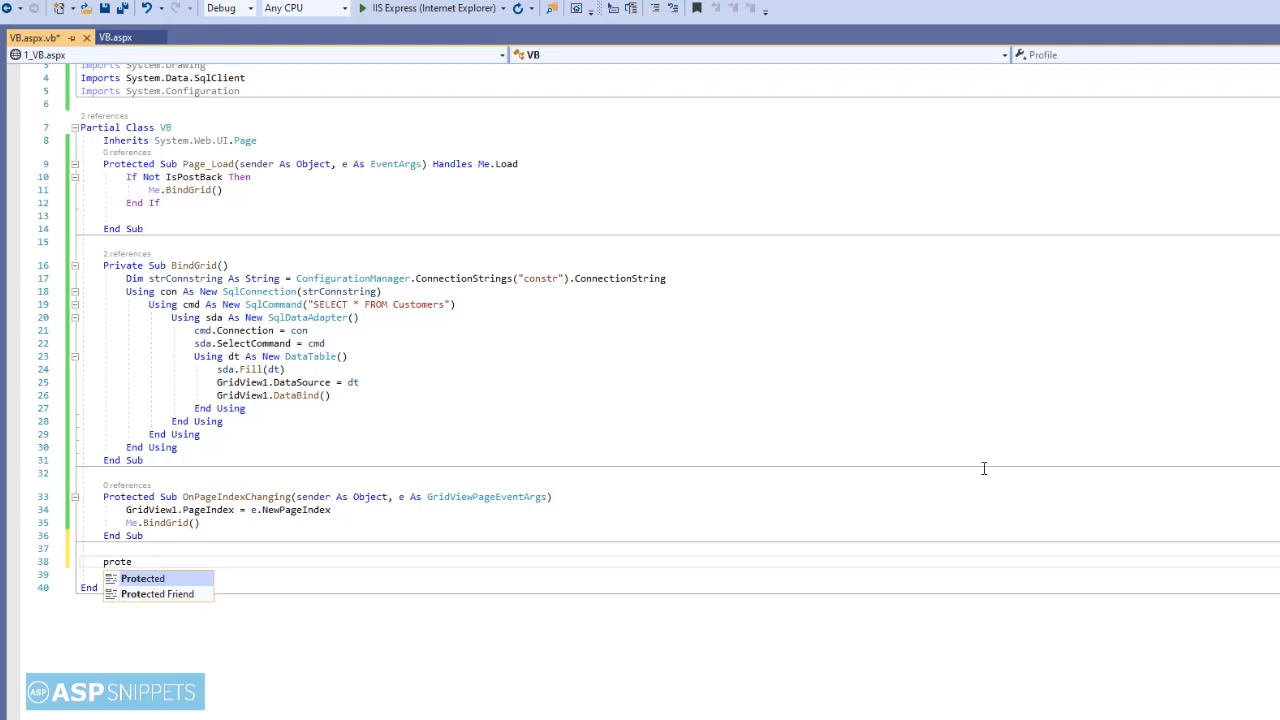 Debug Any CPU IIS Express (Internet Explorer)
VB.aspx.vb* VB.aspx
1_VB.aspx VB Profile
3 Imports System.Drawing
4 Imports System.Data.SqlClient
5 Imports System.Configuration
6
2 references
7 Partial Class VB
8 Inherits System.Web.UI.Page
0 references
9 Protected Sub Page_Load(sender As Object, e As EventArgs) Handles Me.Load
10 If Not IsPostBack Then
11 Me.BindGrid()
12 End If
13
14 End Sub
15
2 references
16 Private Sub BindGrid()
17 Dim strConnstring As String = ConfigurationManager.ConnectionStrings("constr").ConnectionString
18 Using con As New SqlConnection(strConnstring)
19 Using cmd As New SqlCommand("SELECT * FROM Customers")
20 Using sda As New SqlDataAdapter()
21 cmd.Connection = con
22 sda.SelectCommand = cmd
23 Using dt As New DataTable()
24 sda.Fill(dt)
25 GridView1.DataSource = dt
26 GridView1.DataBind()
27 End Using
28 End Using
29 End Using
30 End Using
31 End Sub
32
0 references
33 Protected Sub OnPageIndexChanging(sender As Object, e As GridViewPageEventArgs)
34 GridView1.PageIndex = e.NewPageIndex
35 Me.BindGrid()
36 End Sub
37
38 prote
39 Protected
40 End Protected Friend
ASP ASPSNIPPETS